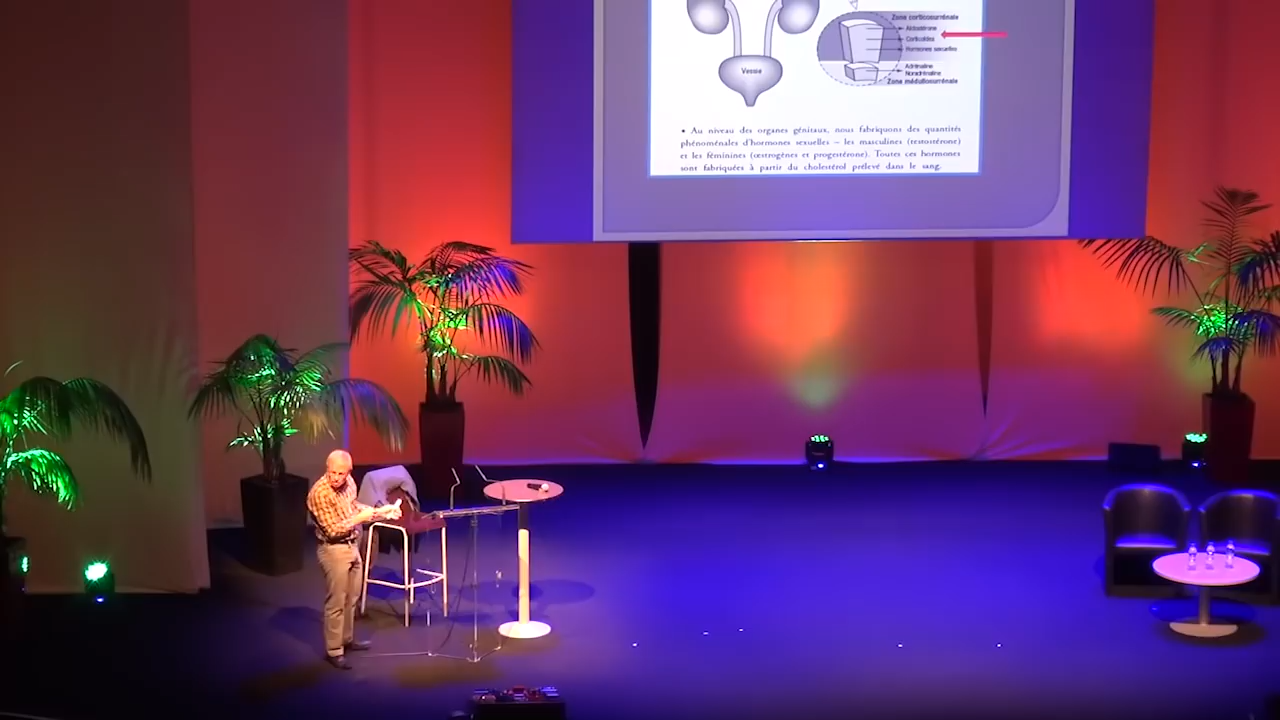 Zone corticosurrénale
Aldostérone
Corticoïdes
Hormones sexuelles
Vessie
Adrénaline
Noradrénaline
Zone médullosurrénale
• Au niveau des organes génitaux, nous fabriquons des quantités
phénoménales d'hormones sexuelles – les masculines (testostérone)
et les féminines (œstrogènes et progestérone). Toutes ces hormones
sont fabriquées à partir du cholestérol prélevé dans le sang.